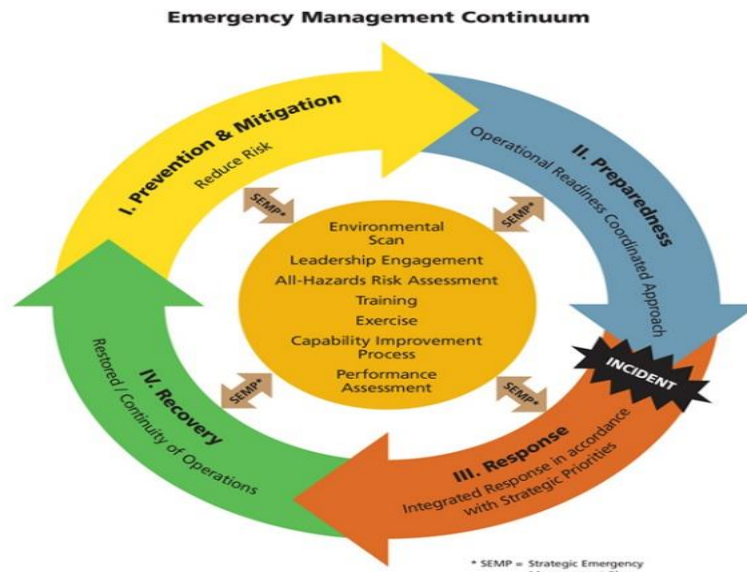 Emergency Management Continuum
I. Prevention & Mitigation
Reduce Risk
II. Preparedness
Operational Readiness Coordinated Approach
SEMP*
SEMP*
Environmental
Scan
Leadership Engagement
All-Hazards Risk Assessment
Training
Exercise
Capability Improvement
Process
Performance
Assessment
INCIDENT
SEMP*
SEMP*
III. Response
Integrated Response in accordance
with Strategic Priorities
IV. Recovery
Restored / Continuity of Operations
* SEMP = Strategic Emergency